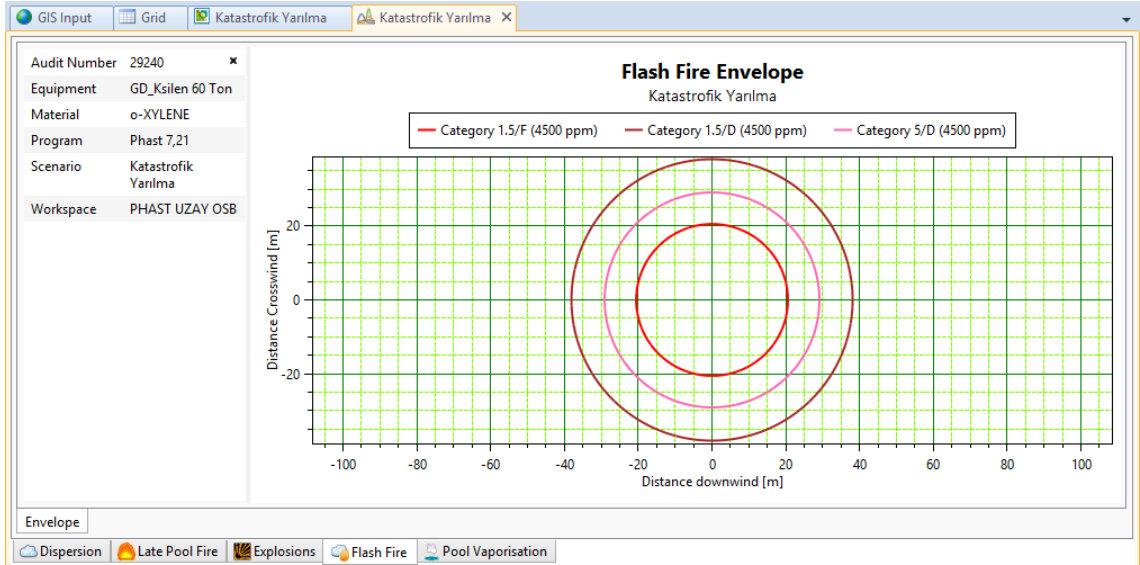 GIS Input
Grid
Katastrofik Yarılma
Katastrofik Yarılma
Audit Number 29240
Equipment GD_Ksilen 60 Ton
Material o-XYLENE
Program Phast 7,21
Scenario Katastrofik
Yarılma
Workspace PHAST UZAY OSB
Flash Fire Envelope
Katastrofik Yarılma
Category 1.5/F (4500 ppm) Category 1.5/D (4500 ppm) Category 5/D (4500 ppm)
Distance Crosswind [m]
20
0
-20
-100 -80 -60 -40 -20 0 20 40 60 80 100
Distance downwind [m]
Envelope
Dispersion
Late Pool Fire
Explosions
Flash Fire
Pool Vaporisation